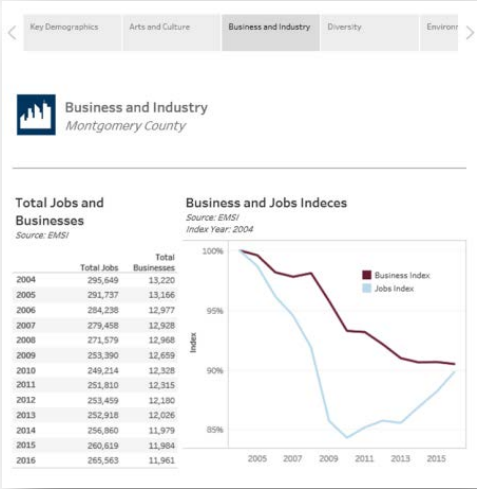 Key Demographics
Arts and Culture
Business and Industry
Diversity
Business and Industry
Montgomery County
Total Jobs and
Businesses
Source: EMSI
Total Jobs Total Businesses
2004 295,649 13,220
2005 291,737 13,166
2006 284,238 12,977
2007 279,458 12,928
2008 271,579 12,968
2009 253,390 12,659
2010 249,214 12,328
2011 251,810 12,315
2012 253,459 12,180
2013 252,918 12,026
2014 256,860 11,979
2015 260,619 11,984
2016 265,563 11,961
Business and Jobs Indeces
Source: EMSI
Index Year: 2004
100%
95%
90%
85%
Index
Business Index
Jobs Index
2005 2007 2009 2011 2013 2015